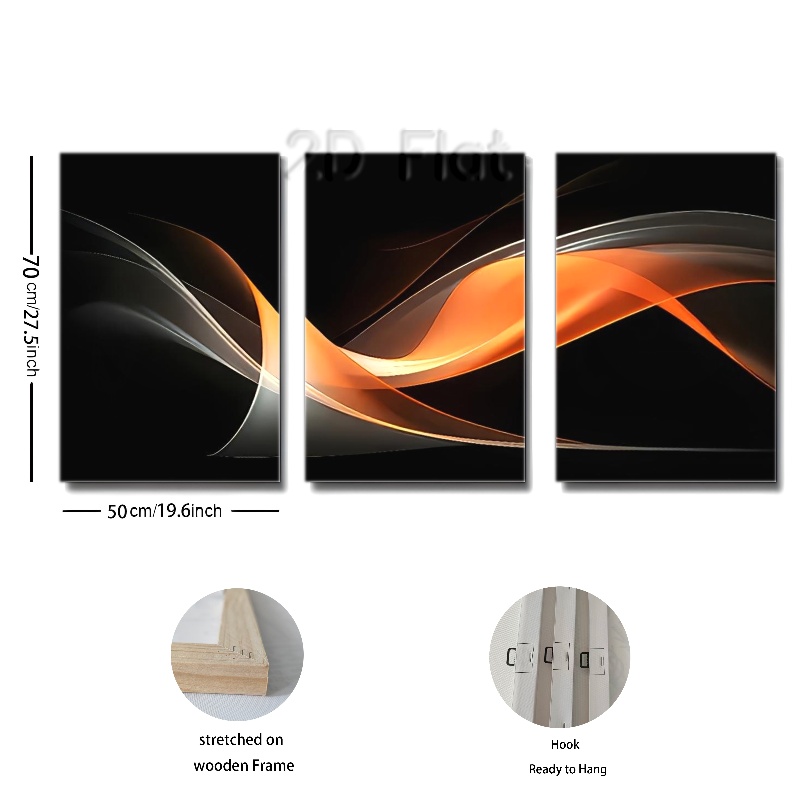 2D Flat
70 cm/27.5inch
50cm/19.6inch
stretched on
wooden Frame
Hook
Ready to Hang